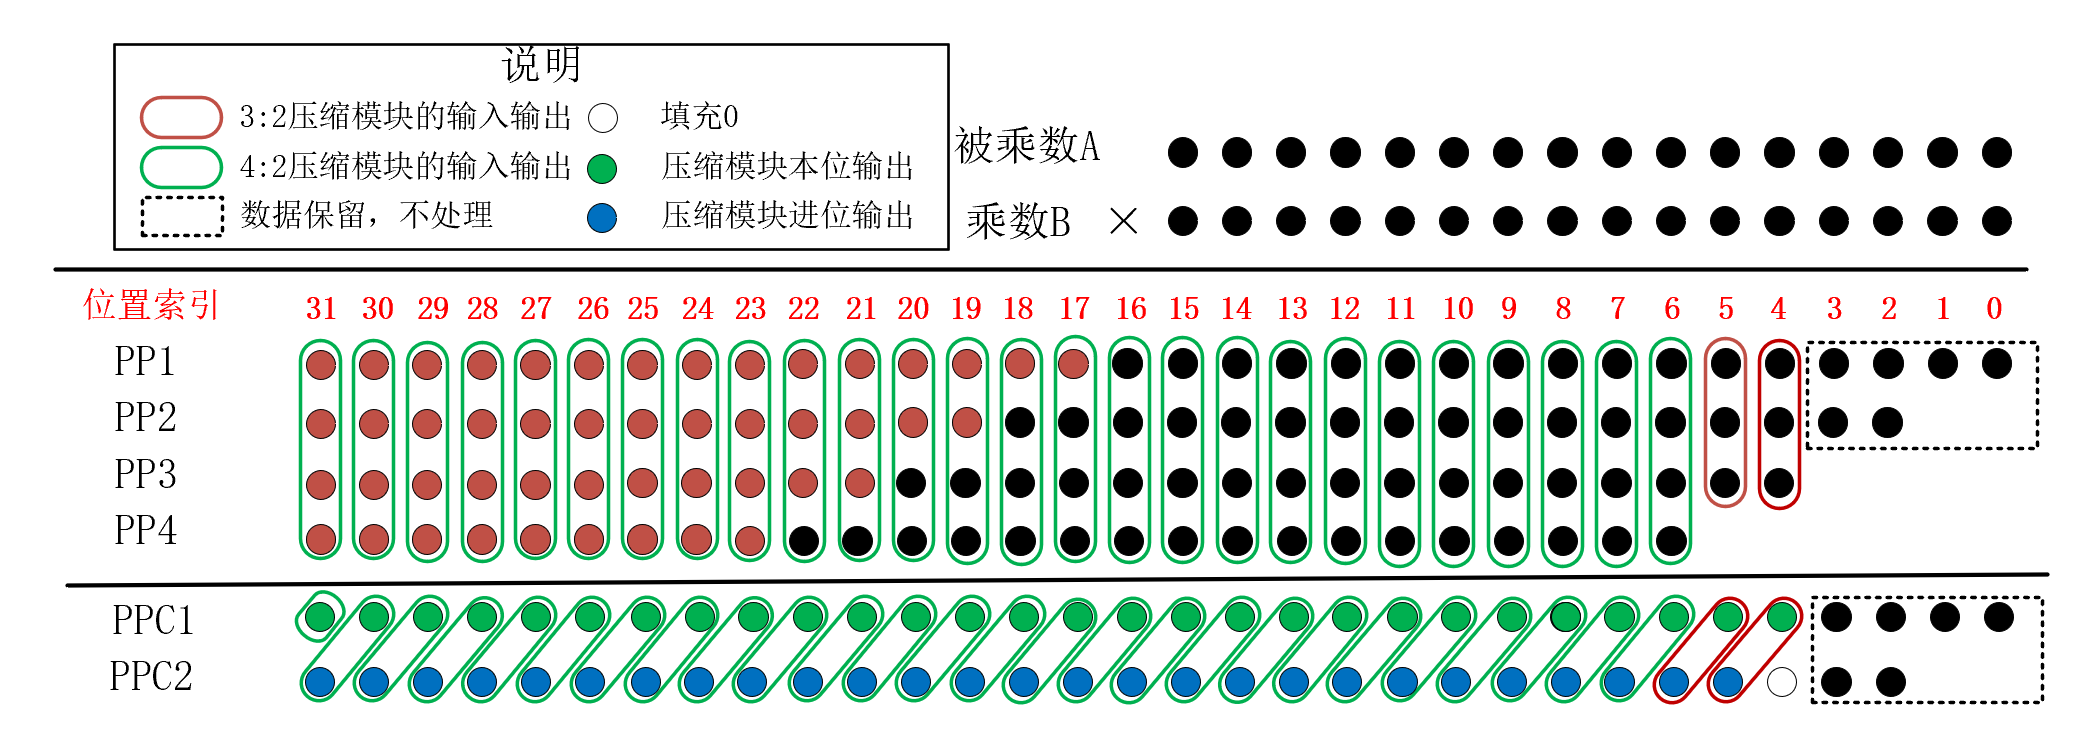 说明
3:2压缩模块的输入输出 填充0
4:2压缩模块的输入输出 压缩模块本位输出
数据保留，不处理 压缩模块进位输出
被乘数A
乘数B ×
位置索引 31 30 29 28 27 26 25 24 23 22 21 20 19 18 17 16 15 14 13 12 11 10 9 8 7 6 5 4 3 2 1 0
PP1
PP2
PP3
PP4
PPC1
PPC2